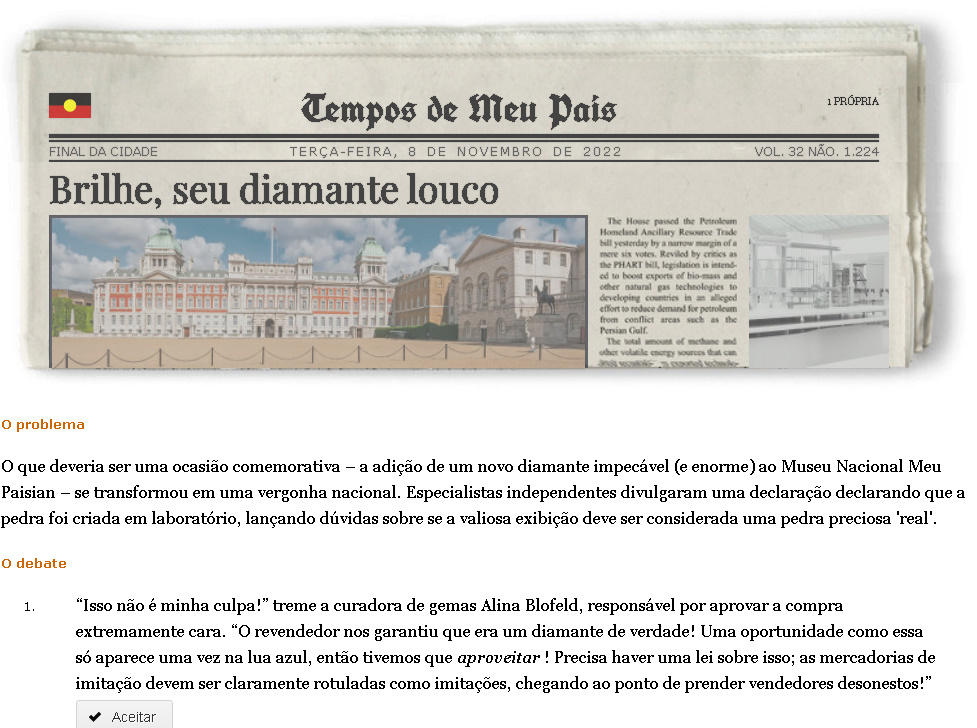 Tempos de Meu País
1 PRÓPRIA
FINAL DA CIDADE
TERÇA-FEIRA, 8 DE NOVEMBRO DE 2022
VOL. 32 NÃO. 1.224
Brilhe, seu diamante louco
The House passed the Petroleum
Homeland Ancillary Resource Trade
bill yesterday by a narrow margin of a
mere six votes. Reviled by critics as
the PHART bill, legislation is intend-
ed to boost exports of bio-mass and
other natural gas technologies to
developing countries in an alleged
effort to reduce demand for petroleum
from conflict areas such as the
Persian Gulf.
The total amount of methane and
other volatile energy sources that can
O problema
O que deveria ser uma ocasião comemorativa – a adição de um novo diamante impecável (e enorme) ao Museu Nacional Meu
Paisian – se transformou em uma vergonha nacional. Especialistas independentes divulgaram uma declaração declarando que a
pedra foi criada em laboratório, lançando dúvidas sobre se a valiosa exibição deve ser considerada uma pedra preciosa 'real'.
O debate
1. “Isso não é minha culpa!” treme a curadora de gemas Alina Blofeld, responsável por aprovar a compra
extremamente cara. “O revendedor nos garantiu que era um diamante de verdade! Uma oportunidade como essa
só aparece uma vez na lua azul, então tivemos que aproveitar ! Precisa haver uma lei sobre isso; as mercadorias de
imitação devem ser claramente rotuladas como imitações, chegando ao ponto de prender vendedores desonestos!”
Aceitar